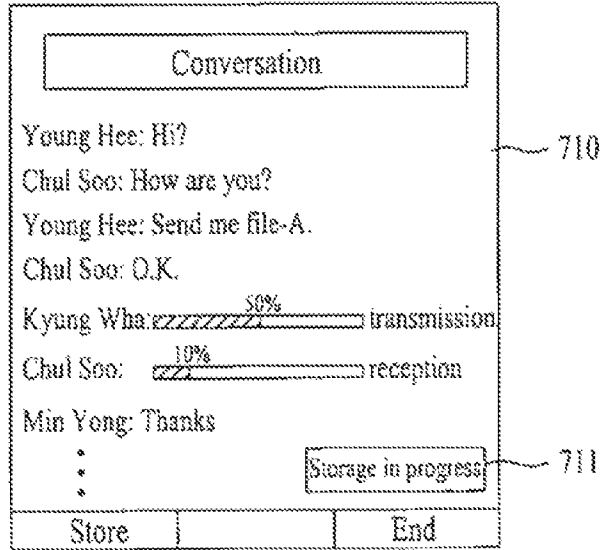 Conversation
Young Hee: Hi?
710
Chul Soo: How are you?
Young Hee: Send me file-A.
Chul Soo: O.K.
50%
Kyung Wha: transmission
10%
Chul Soo: reception
Min Yong: Thanks
Storage in progress
711
Store
End